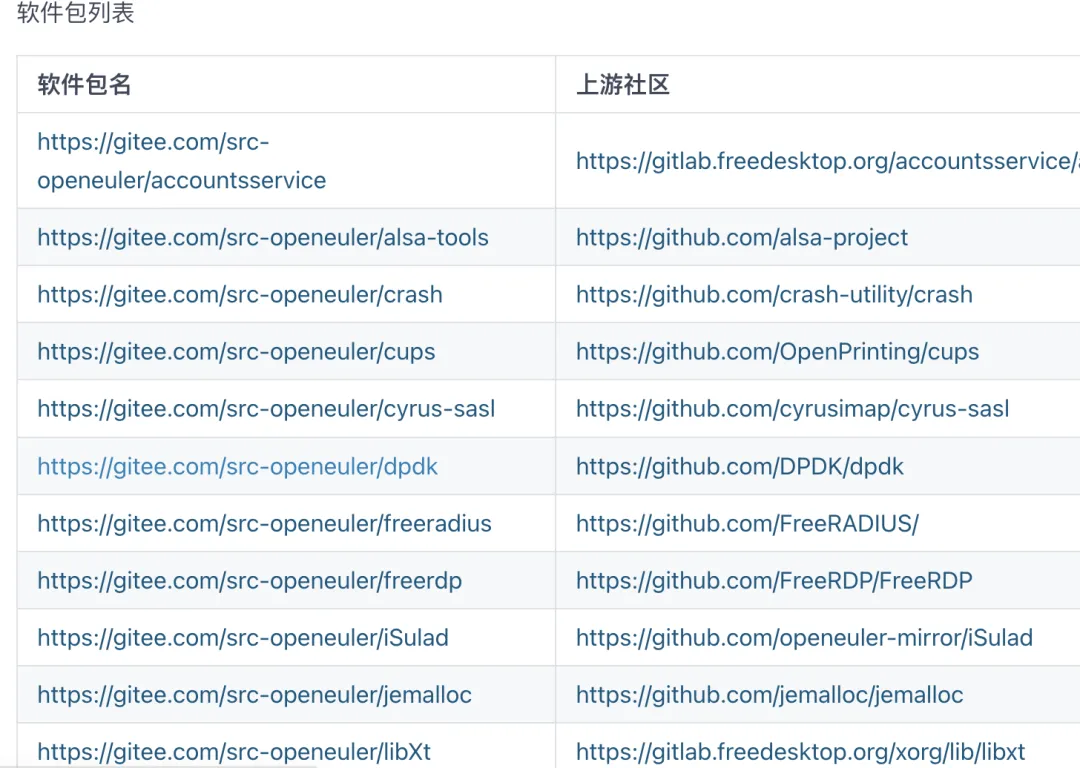 软件包列表
软件包名 上游社区
https://gitee.com/src-
openeuler/accountsservice
https://gitlab.freedesktop.org/accountsservice/
https://gitee.com/src-openeuler/alsa-tools https://github.com/alsa-project
https://gitee.com/src-openeuler/crash https://github.com/crash-utility/crash
https://gitee.com/src-openeuler/cups https://github.com/OpenPrinting/cups
https://gitee.com/src-openeuler/cyrus-sasl https://github.com/cyrusimap/cyrus-sasl
https://gitee.com/src-openeuler/dpdk https://github.com/DPDK/dpdk
https://gitee.com/src-openeuler/freeradius https://github.com/FreeRADIUS/
https://gitee.com/src-openeuler/freerdp https://github.com/FreeRDP/FreeRDP
https://gitee.com/src-openeuler/iSulad https://github.com/openeuler-mirror/iSulad
https://gitee.com/src-openeuler/jemalloc https://github.com/jemalloc/jemalloc
https://gitee.com/src-openeuler/libXt https://gitlab.freedesktop.org/xorg/lib/libxt